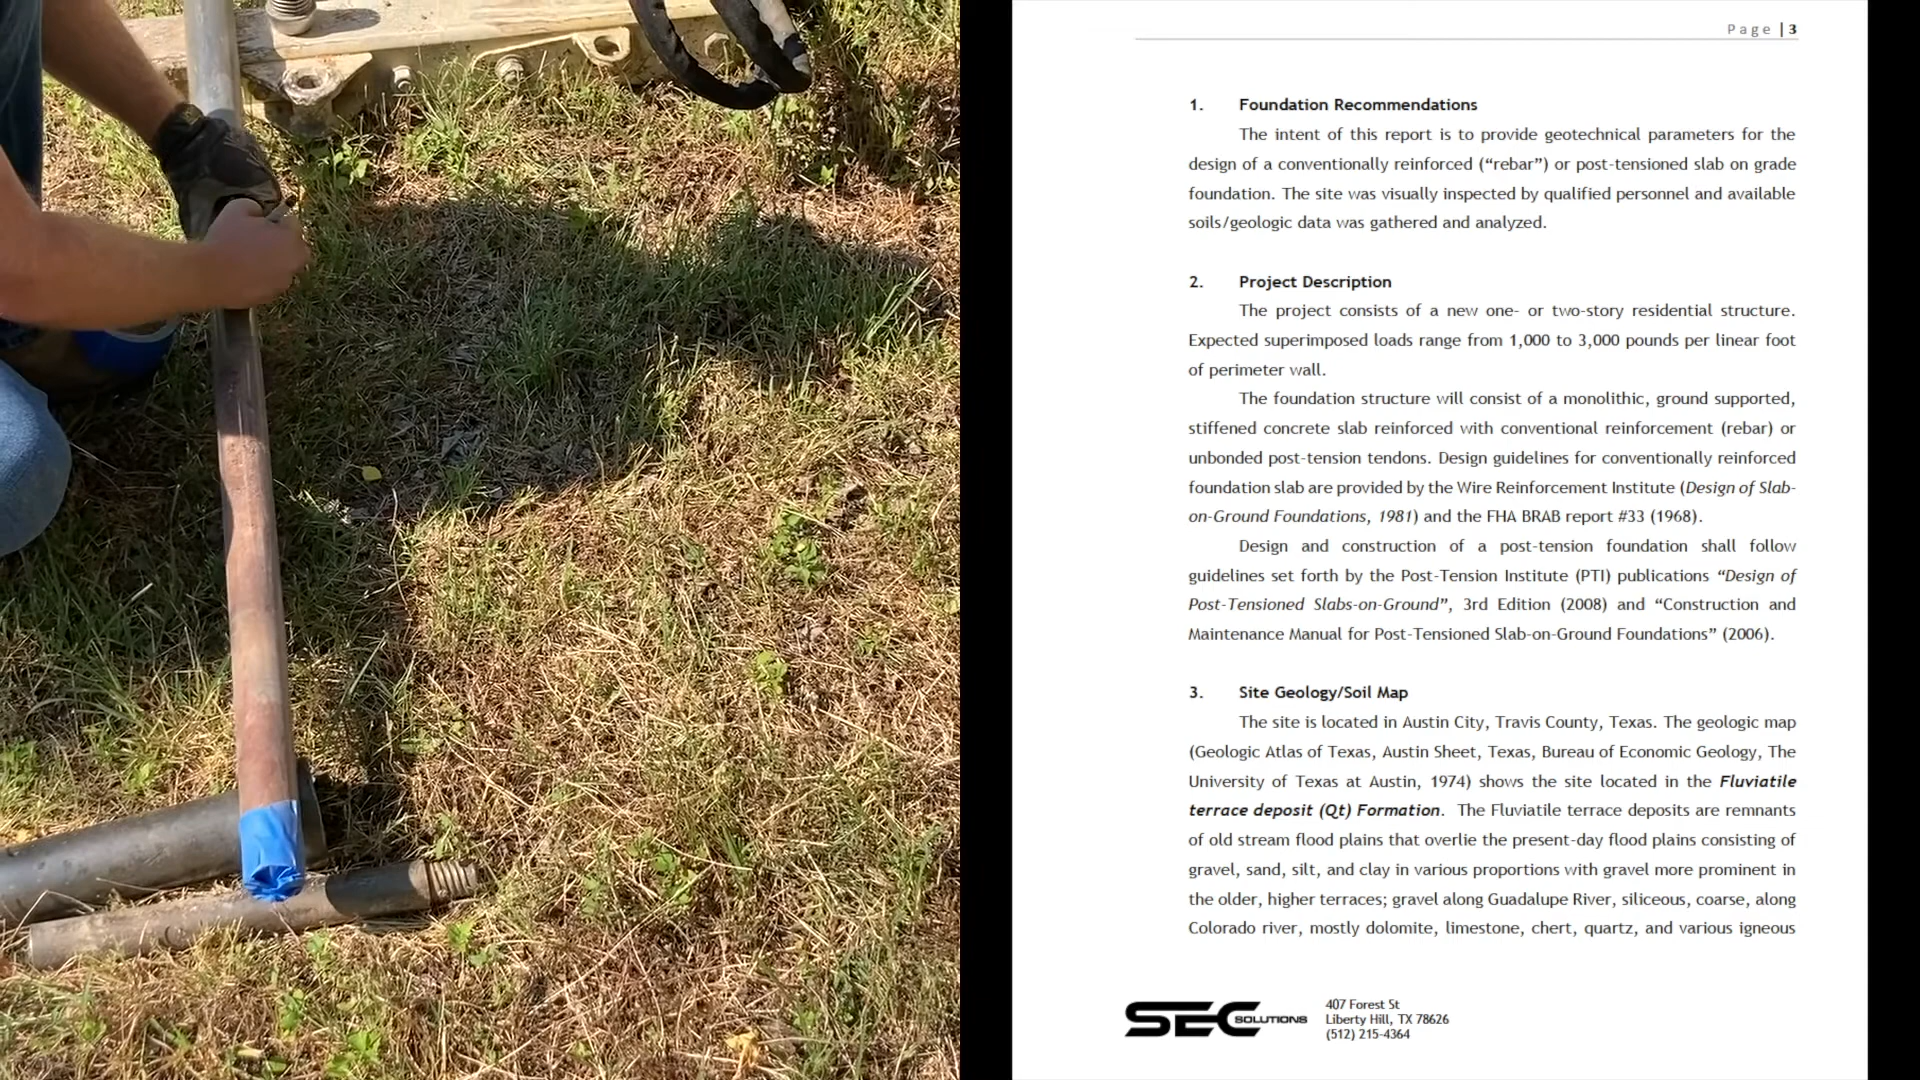 Page | 3
1. Foundation Recommendations
The intent of this report is to provide geotechnical parameters for the
design of a conventionally reinforced (“rebar”) or post-tensioned slab on grade
foundation. The site was visually inspected by qualified personnel and available
soils/geologic data was gathered and analyzed.
2. Project Description
The project consists of a new one- or two-story residential structure.
Expected superimposed loads range from 1,000 to 3,000 pounds per linear foot
of perimeter wall.
The foundation structure will consist of a monolithic, ground supported,
stiffened concrete slab reinforced with conventional reinforcement (rebar) or
unbonded post-tension tendons. Design guidelines for conventionally reinforced
foundation slab are provided by the Wire Reinforcement Institute (Design of Slab-
on-Ground Foundations, 1981) and the FHA BRAB report #33 (1968).
Design and construction of a post-tension foundation shall follow
guidelines set forth by the Post-Tension Institute (PTI) publications “Design of
Post-Tensioned Slabs-on-Ground”, 3rd Edition (2008) and “Construction and
Maintenance Manual for Post-Tensioned Slab-on-Ground Foundations” (2006).
3. Site Geology/Soil Map
The site is located in Austin City, Travis County, Texas. The geologic map
(Geologic Atlas of Texas, Austin Sheet, Texas, Bureau of Economic Geology, The
University of Texas at Austin, 1974) shows the site located in the Fluviatile
terrace deposit (Qt) Formation. The Fluviatile terrace deposits are remnants
of old stream flood plains that overlie the present-day flood plains consisting of
gravel, sand, silt, and clay in various proportions with gravel more prominent in
the older, higher terraces; gravel along Guadalupe River, siliceous, coarse, along
Colorado river, mostly dolomite, limestone, chert, quartz, and various igneous
SEC SOLUTIONS
407 Forest St
Liberty Hill, TX 78626
(512) 215-4364